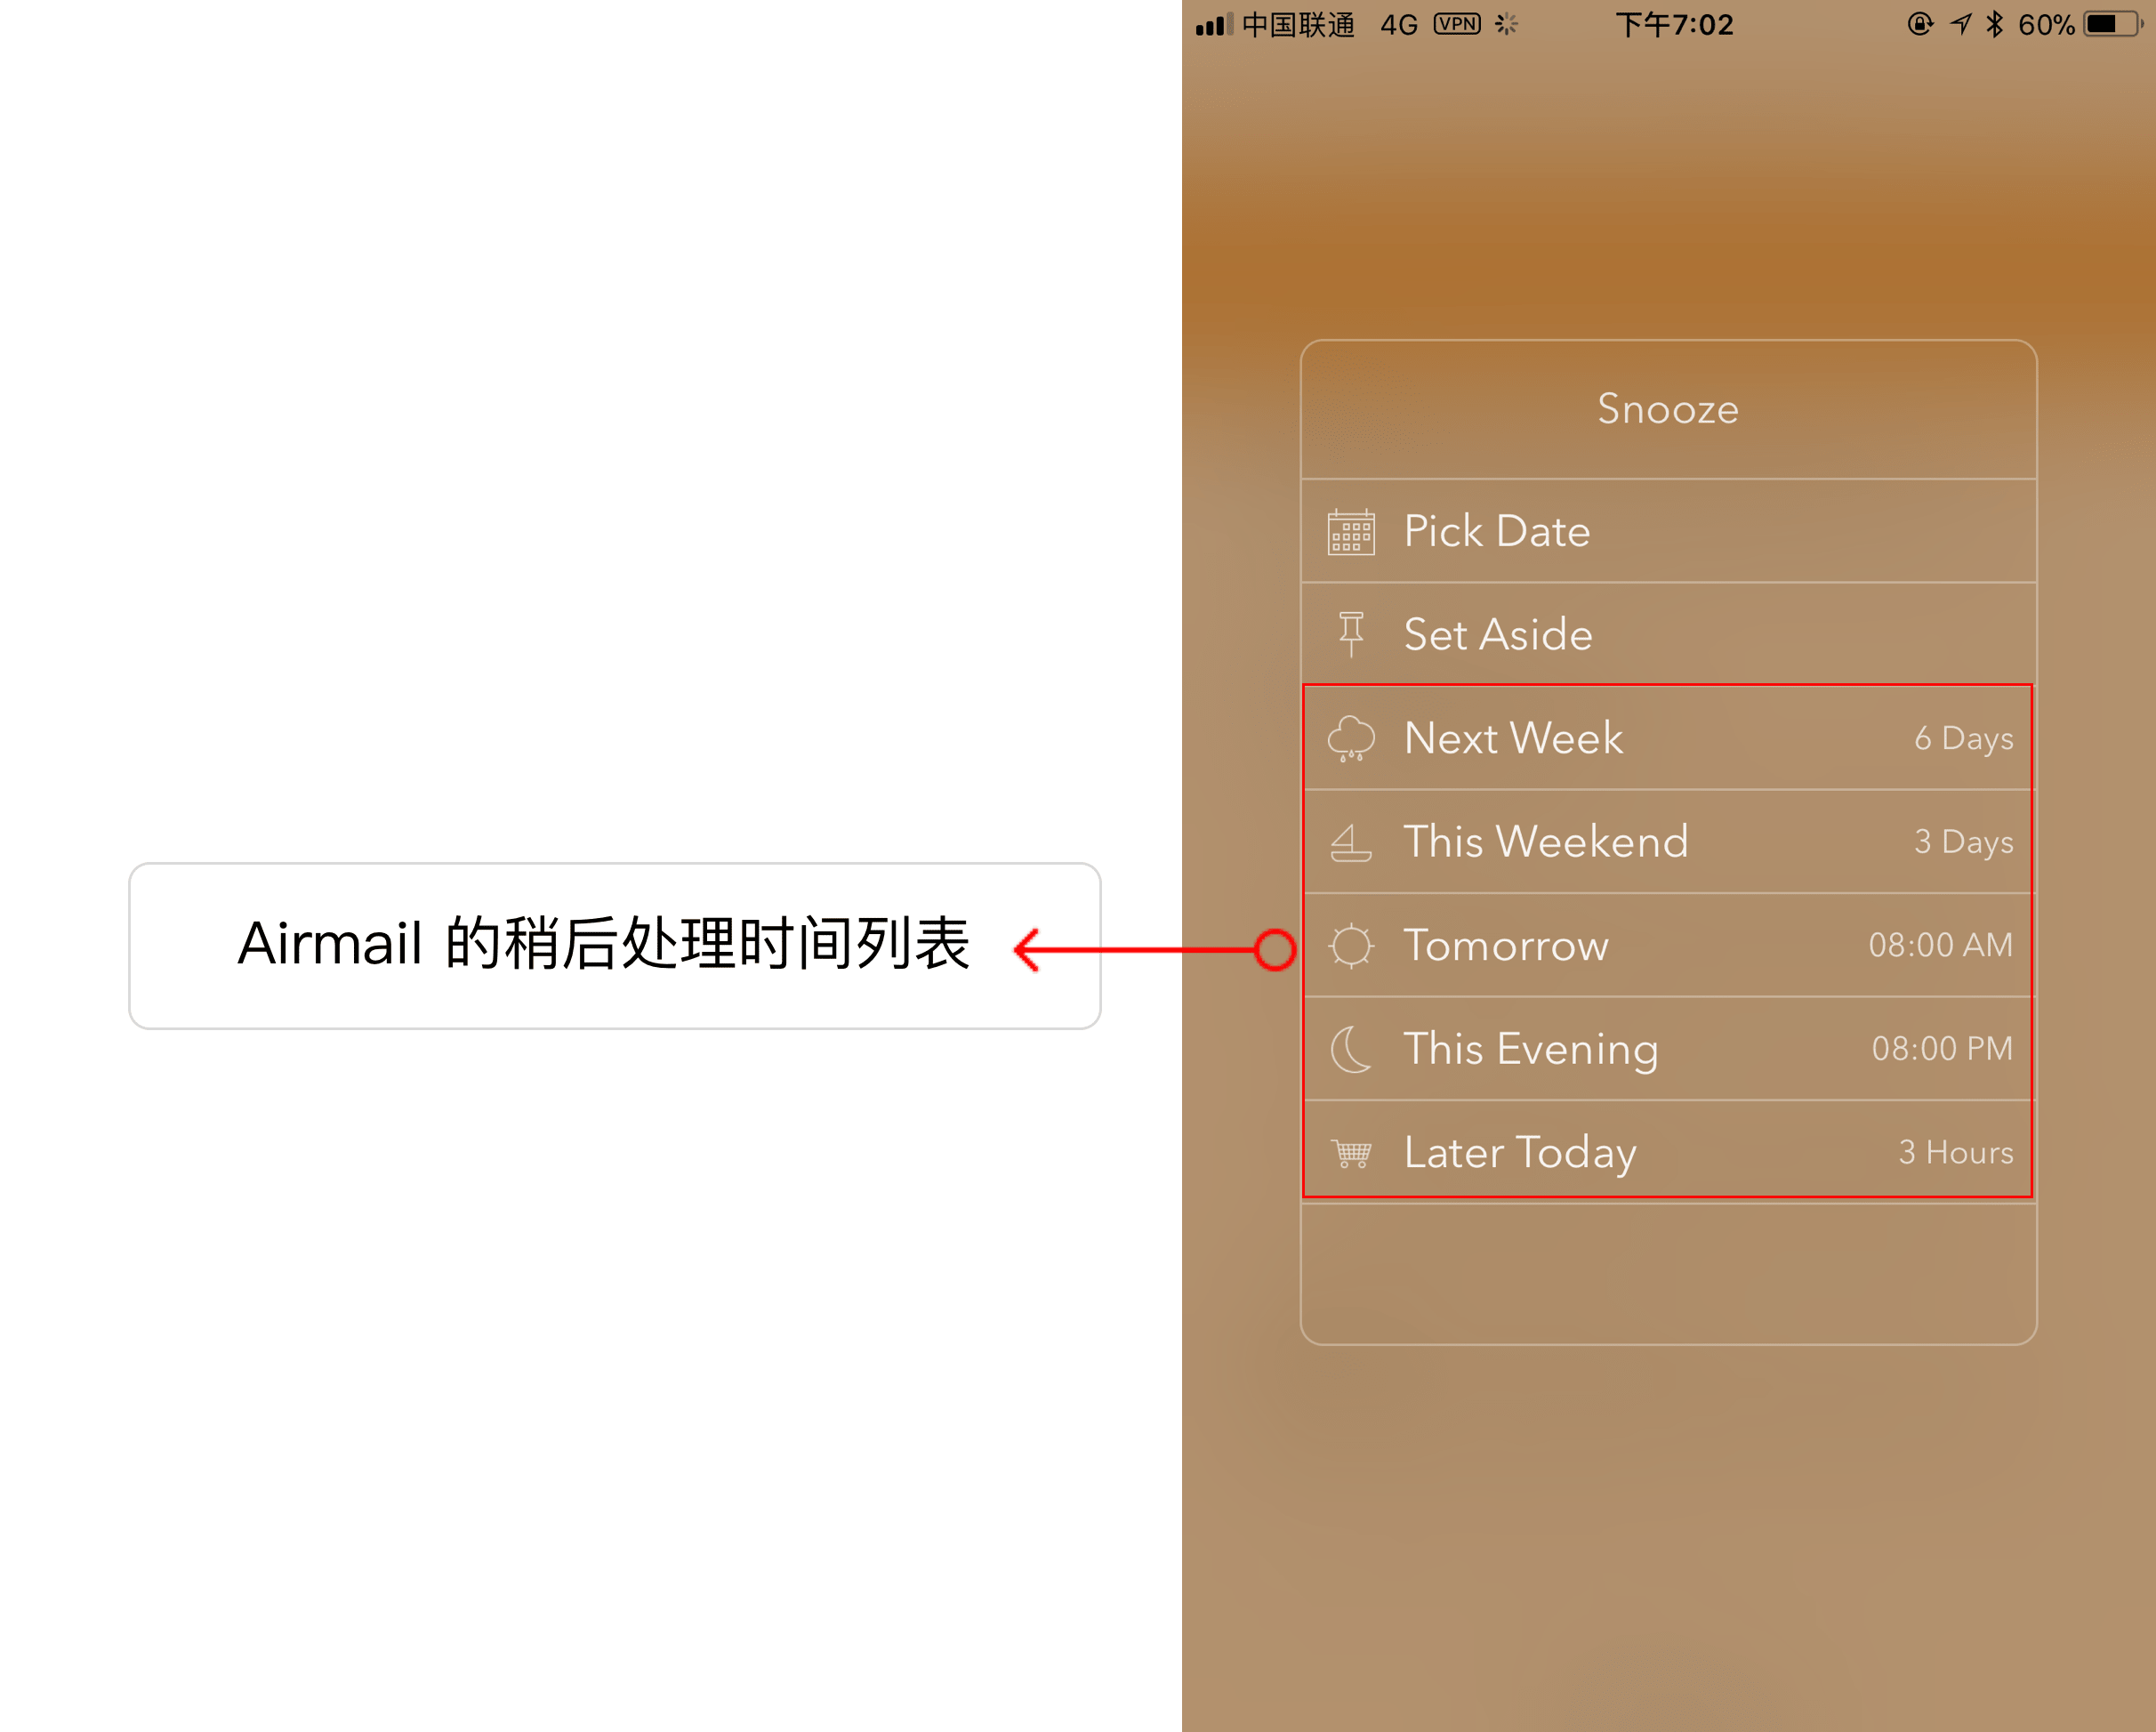 中国联通 4G VPN 下午7:02 60%
Snooze
Pick Date
Set Aside
Next Week 6 Days
This Weekend 3 Days
Airmail 的稍后处理时间列表
Tomorrow 08:00 AM
This Evening 08:00 PM
Later Today 3 Hours